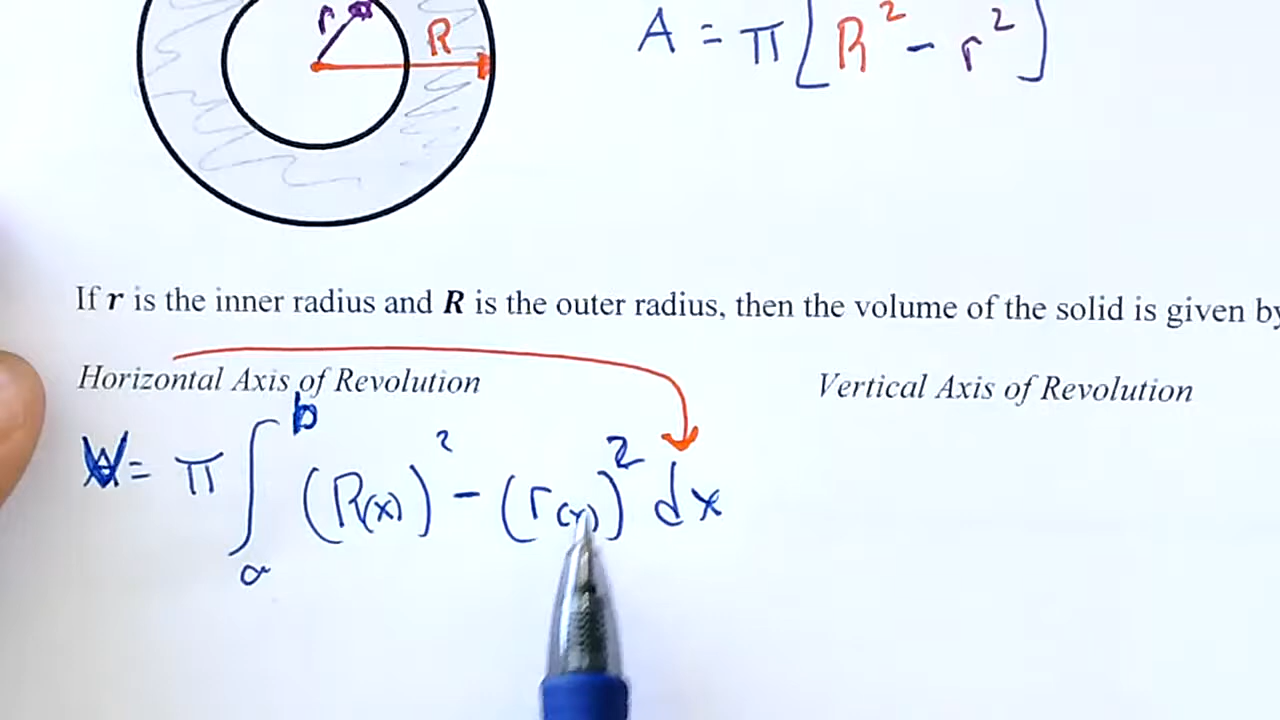 r
R
A = π[R² - r²]
If r is the inner radius and R is the outer radius, then the volume of the solid is given by
Horizontal Axis of Revolution
Vertical Axis of Revolution
V = π ∫ₐᵇ (R(x))² - (r(x))² dx